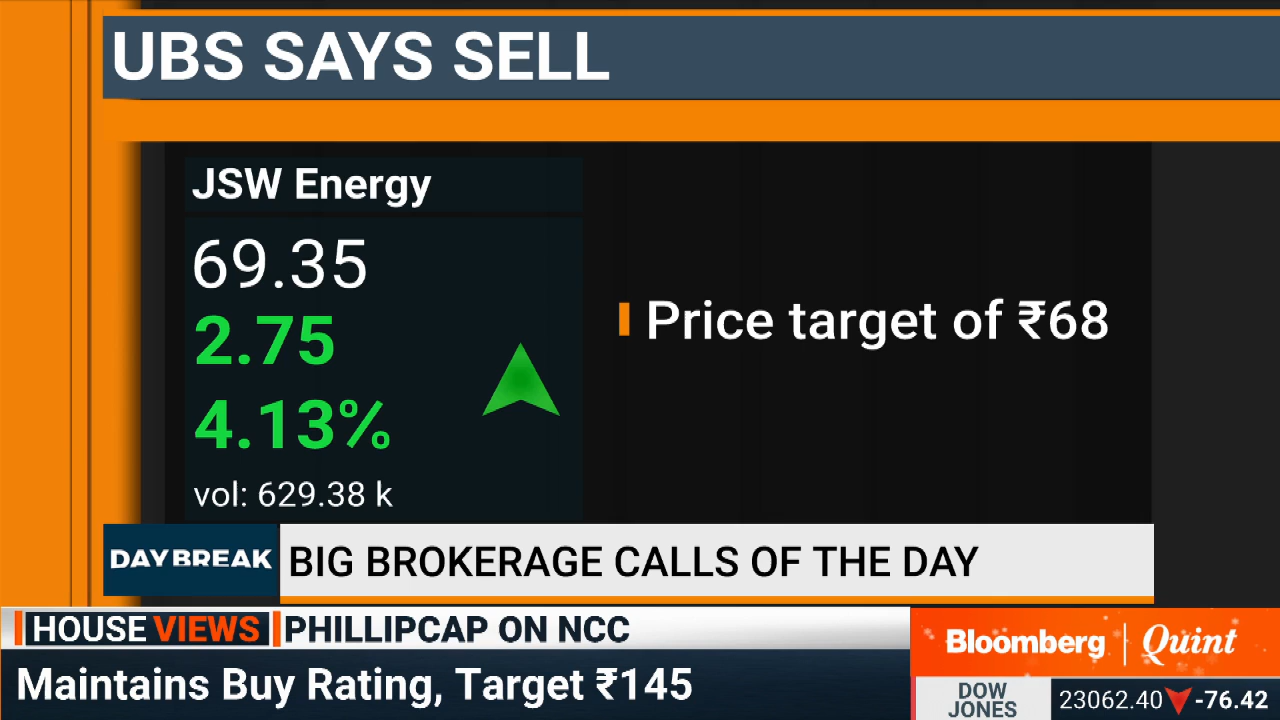 UBS SAYS SELL
JSW Energy
69.35
2.75
4.13%
vol: 629.38 k
Price target of ₹68
DAYBREAK
BIG BROKERAGE CALLS OF THE DAY
HOUSE VIEWS
PHILLIPCAP ON NCC
Maintains Buy Rating, Target ₹145
Bloomberg | Quint
DOW JONES
23062.40 -76.42